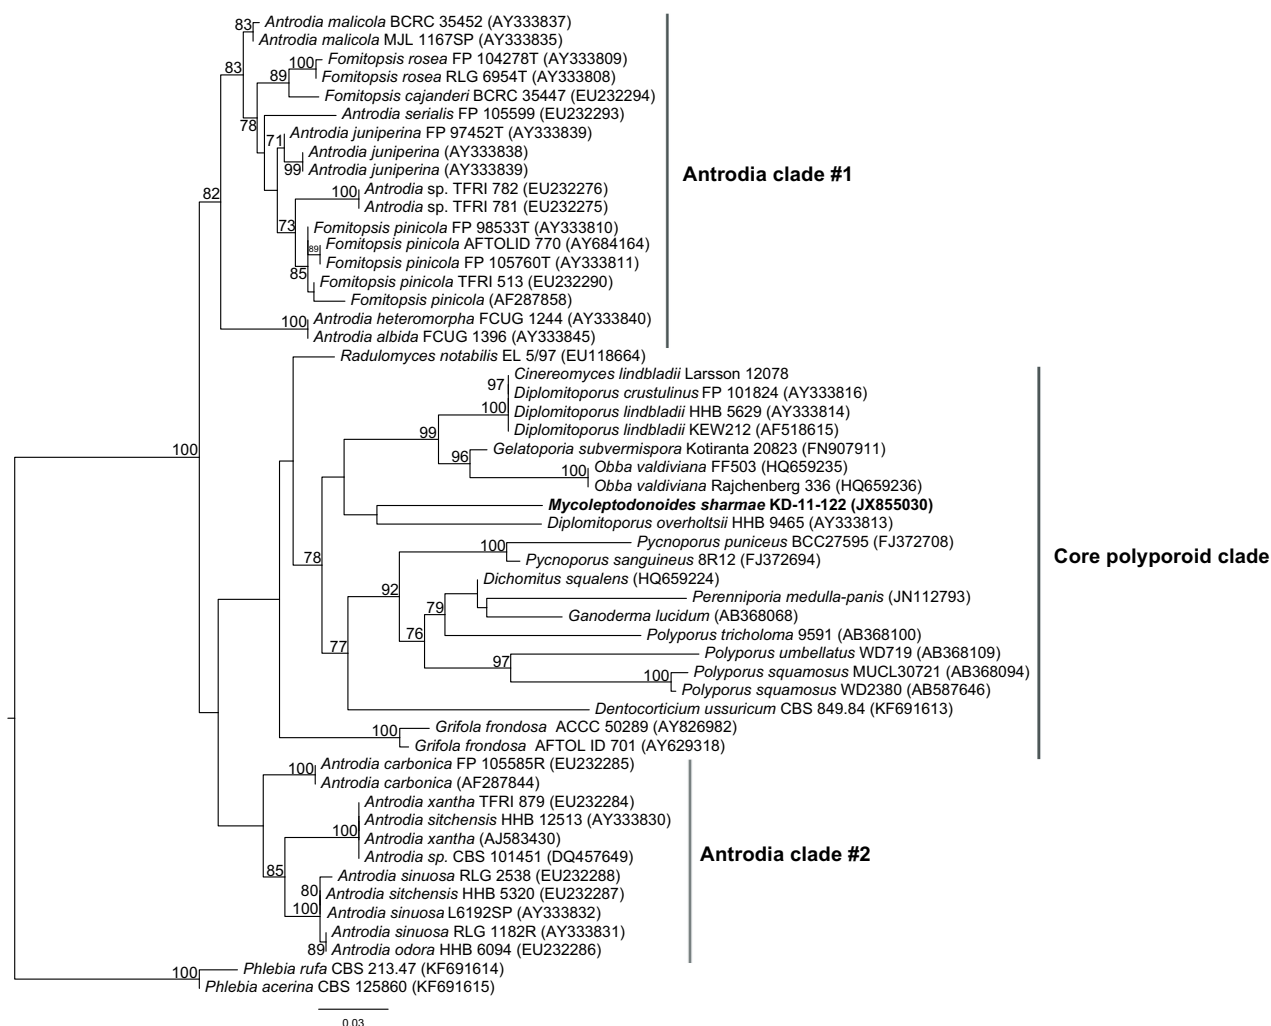 83
Antrodia malicola BCRC 35452 (AY333837)
Antrodia malicola MJL 1167SP (AY333835)
83
100
Fomitopsis rosea FP 104278T (AY333809)
Fomitopsis rosea RLG 6954T (AY333808)
89
Fomitopsis cajanderi BCRC 35447 (EU232294)
78
Antrodia serialis FP 105599 (EU232293)
71
Antrodia juniperina FP 97452T (AY333839)
Antrodia juniperina (AY333838)
99
Antrodia juniperina (AY333839)
Antrodia clade #1
82
100
Antrodia sp. TFRI 782 (EU232276)
Antrodia sp. TFRI 781 (EU232275)
73
Fomitopsis pinicola FP 98533T (AY333810)
89
Fomitopsis pinicola AFTOLID 770 (AY684164)
Fomitopsis pinicola FP 105760T (AY333811)
85
Fomitopsis pinicola TFRI 513 (EU232290)
Fomitopsis pinicola (AF287858)
100
Antrodia heteromorpha FCUG 1244 (AY333840)
Antrodia albida FCUG 1396 (AY333845)
Radulomyces notabilis EL 5/97 (EU118664)
Cinereomyces lindbladii Larsson 12078
97
Diplomitoporus crustulinus FP 101824 (AY333816)
100
Diplomitoporus lindbladii HHB 5629 (AY333814)
Diplomitoporus lindbladii KEW212 (AF518615)
99
Gelatoporia subvermispora Kotiranta 20823 (FN907911)
96
100
Obba valdiviana FF503 (HQ659235)
Obba valdiviana Rajchenberg 336 (HQ659236)
100
Mycoleptodonoides sharmae KD-11-122 (JX855030)
Diplomitoporus overholtsii HHB 9465 (AY333813)
78
100
Pycnoporus puniceus BCC27595 (FJ372708)
Pycnoporus sanguineus 8R12 (FJ372694)
Core polyporoid clade
92
Dichomitus squalens (HQ659224)
79
Perenniporia medulla-panis (JN112793)
Ganoderma lucidum (AB368068)
76
Polyporus tricholoma 9591 (AB368100)
77
97
Polyporus umbellatus WD719 (AB368109)
100
Polyporus squamosus MUCL30721 (AB368094)
Polyporus squamosus WD2380 (AB587646)
Dentocorticium ussuricum CBS 849.84 (KF691613)
100
Grifola frondosa ACCC 50289 (AY826982)
Grifola frondosa AFTOL ID 701 (AY629318)
100
Antrodia carbonica FP 105585R (EU232285)
Antrodia carbonica (AF287844)
Antrodia xantha TFRI 879 (EU232284)
100
Antrodia sitchensis HHB 12513 (AY333830)
Antrodia xantha (AJ583430)
Antrodia sp. CBS 101451 (DQ457649)
Antrodia clade #2
85
Antrodia sinuosa RLG 2538 (EU232288)
80
Antrodia sitchensis HHB 5320 (EU232287)
100
Antrodia sinuosa L6192SP (AY333832)
Antrodia sinuosa RLG 1182R (AY333831)
89
Antrodia odora HHB 6094 (EU232286)
100
Phlebia rufa CBS 213.47 (KF691614)
Phlebia acerina CBS 125860 (KF691615)
0.03